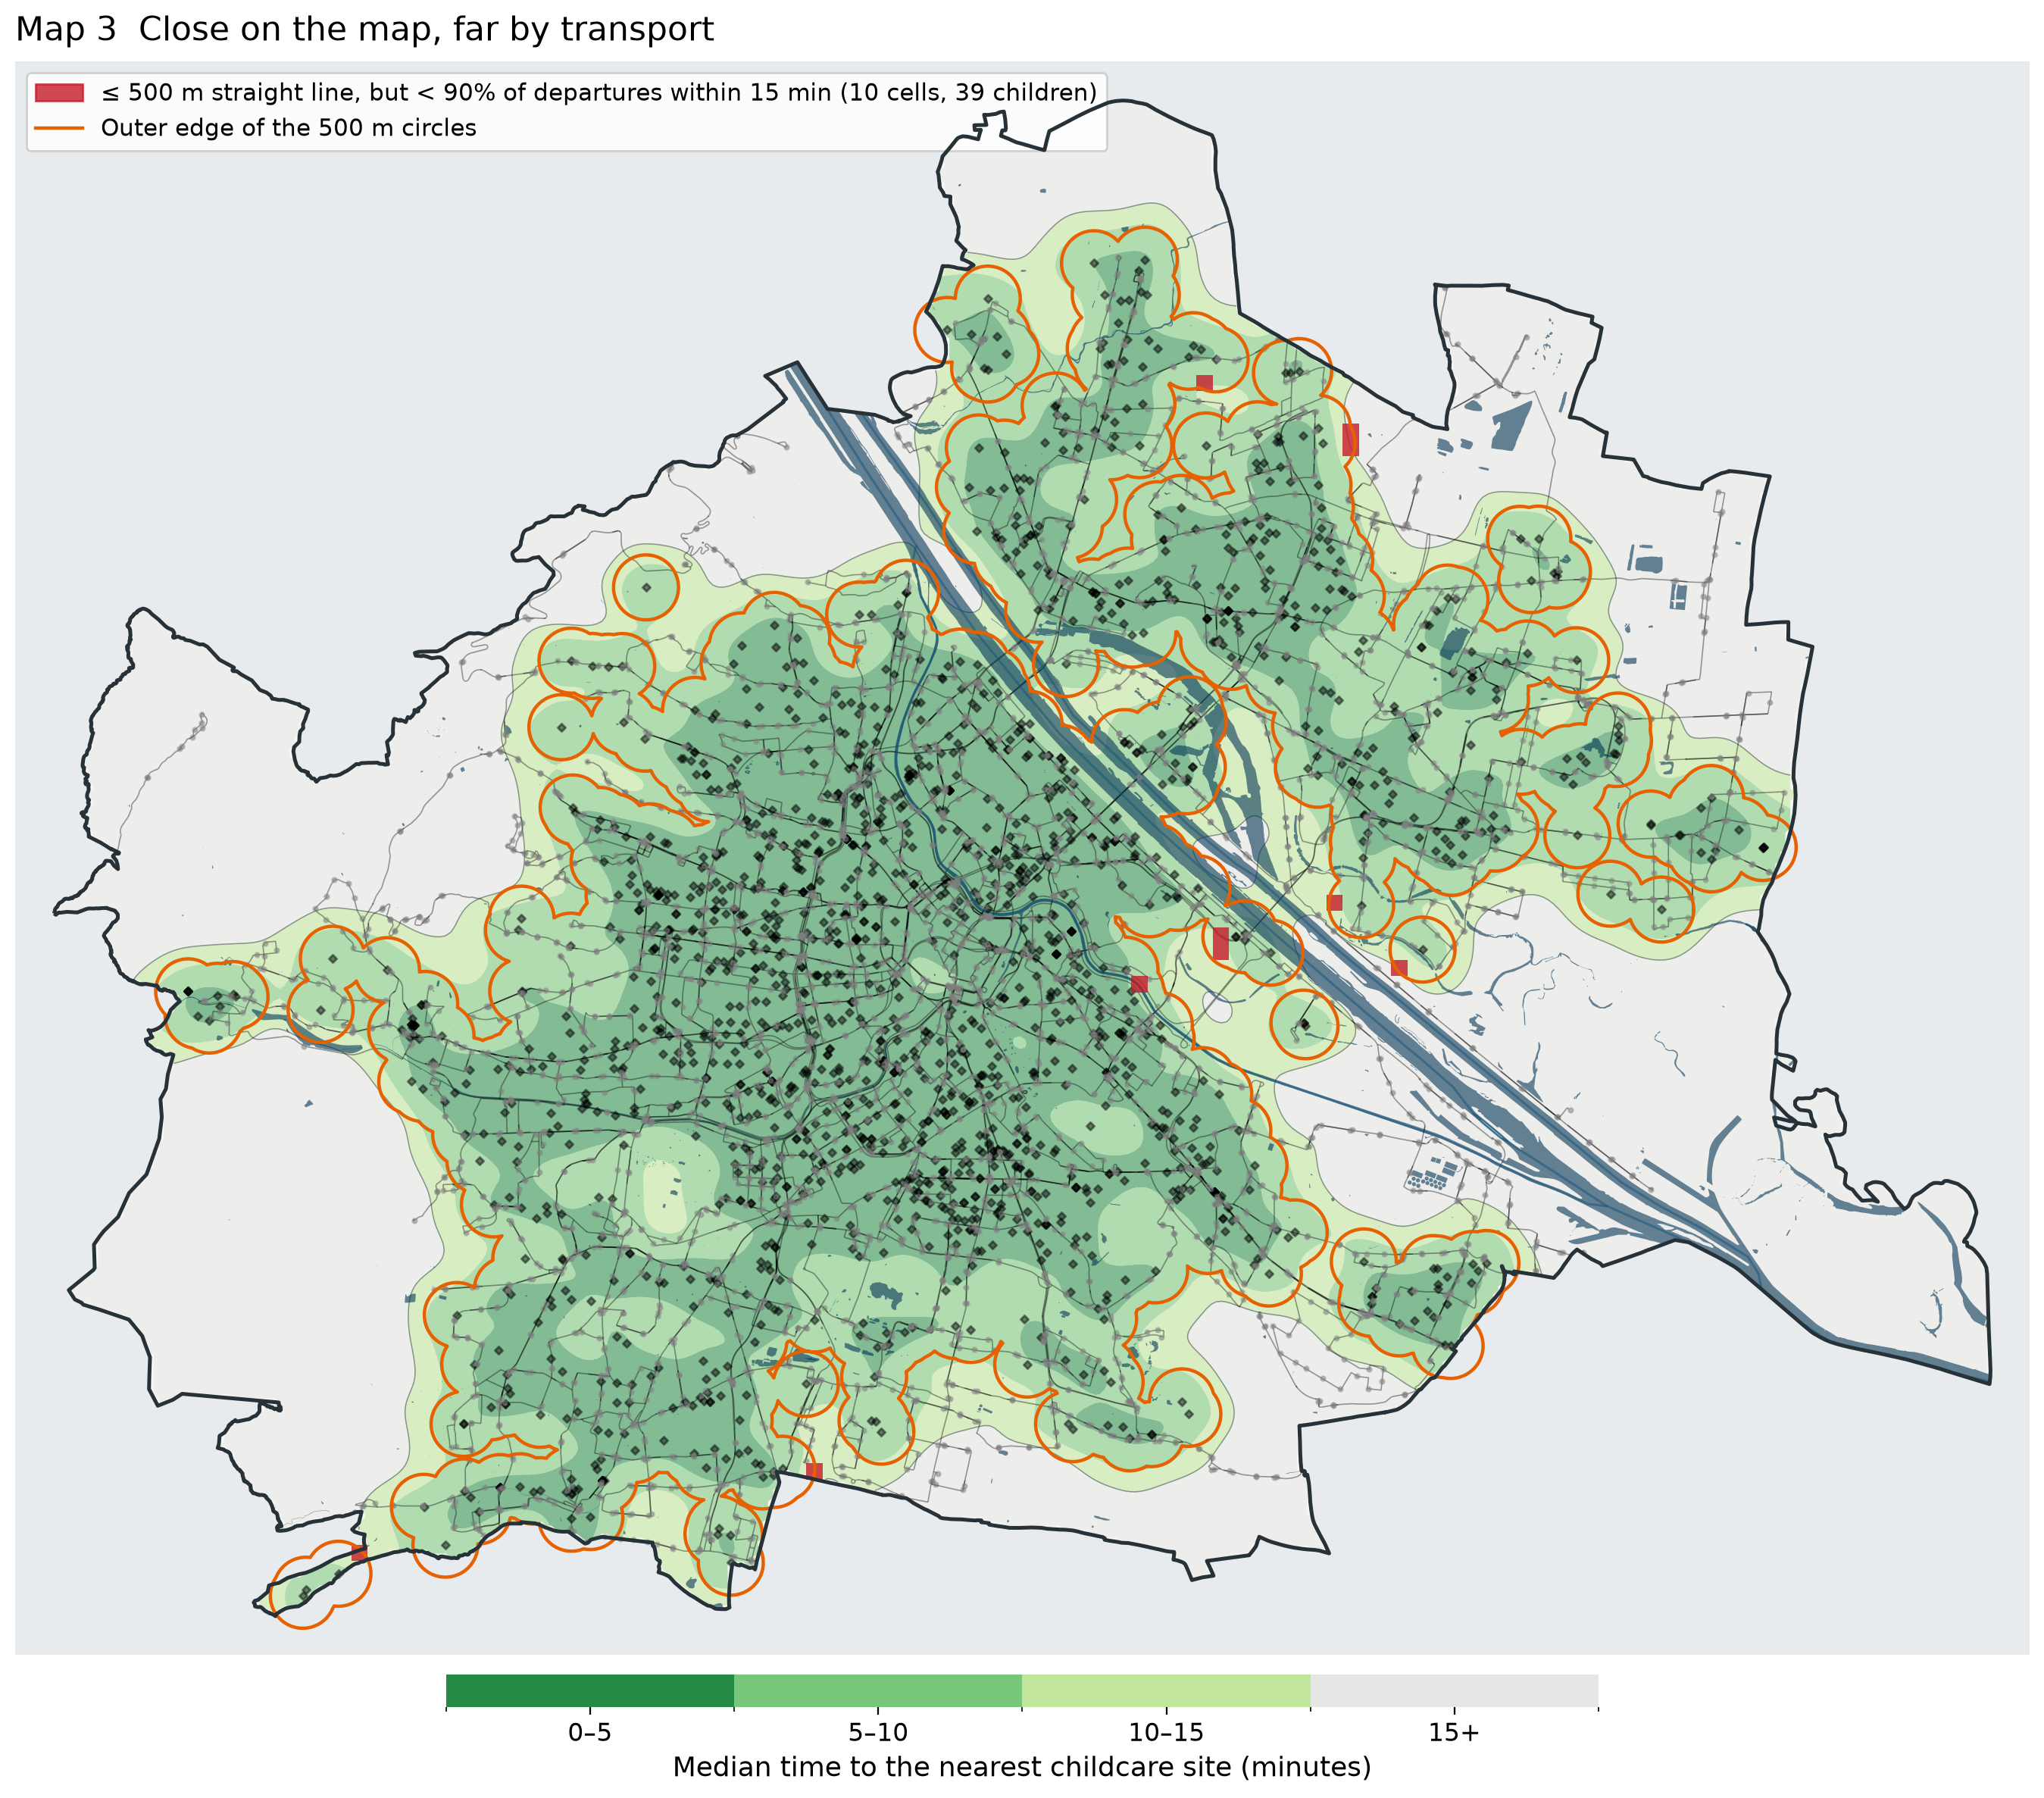 Map 3  Close on the map, far by transport
≤ 500 m straight line, but < 90% of departures within 15 min (10 cells, 39 children)
Outer edge of the 500 m circles
0–5
5–10
10–15
15+
Median time to the nearest childcare site (minutes)